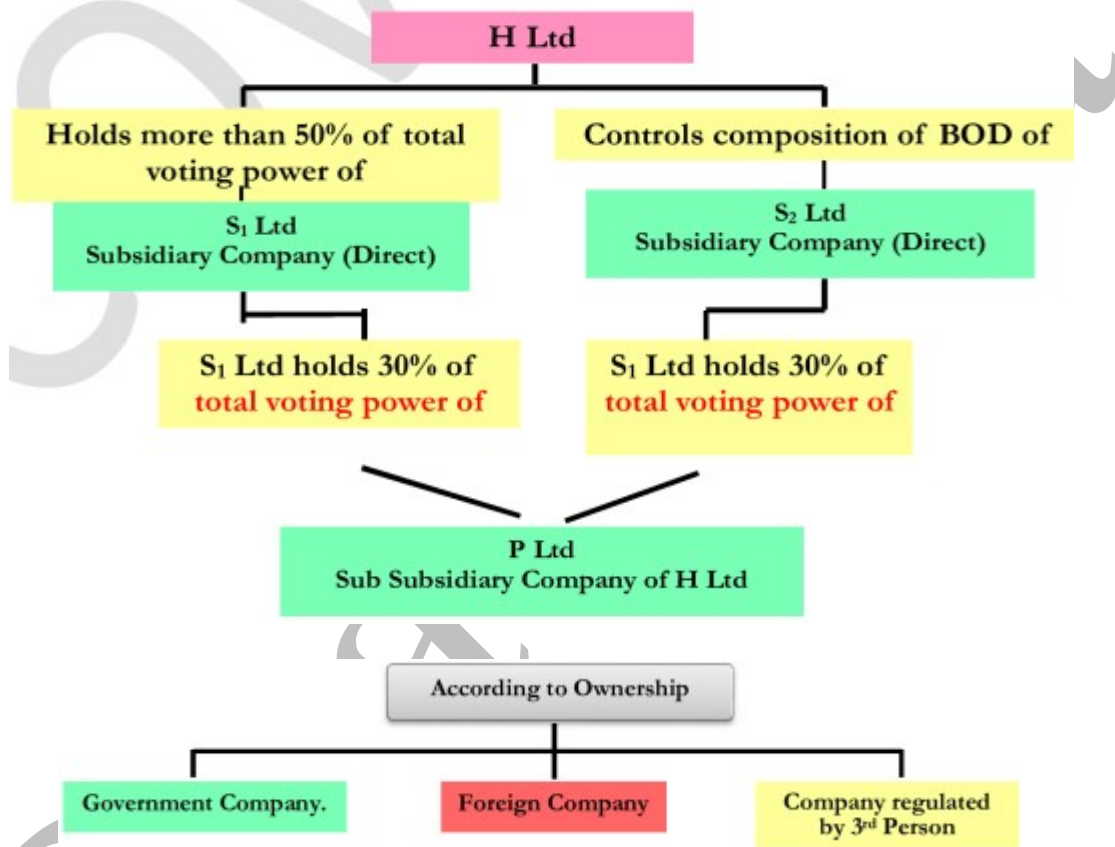 H Ltd
Holds more than 50% of total
voting power of
Controls composition of BOD of
S₁ Ltd
Subsidiary Company (Direct)
S₂ Ltd
Subsidiary Company (Direct)
S₁ Ltd holds 30% of
total voting power of
S₁ Ltd holds 30% of
total voting power of
P Ltd
Sub Subsidiary Company of H Ltd
According to Ownership
Government Company.
Foreign Company
Company regulated
by 3ʳᵈ Person